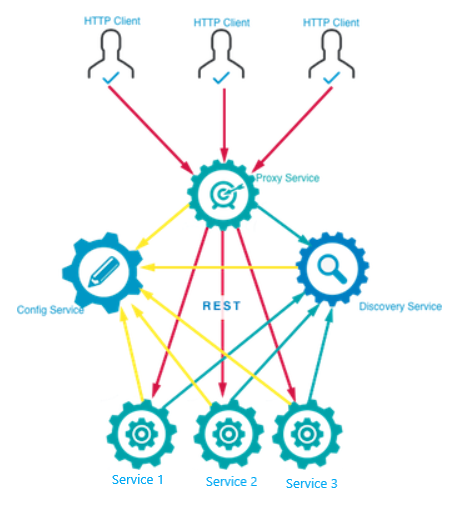 HTTP Client
HTTP Client
HTTP Client
Proxy Service
Config Service
REST
Discovery Service
Service 1
Service 2
Service 3